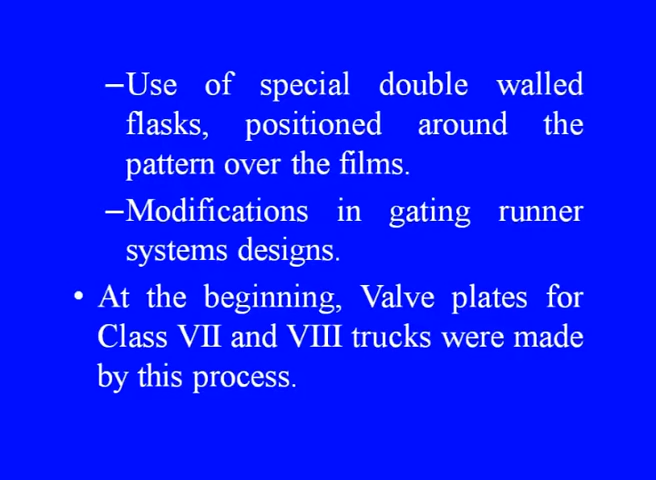 –Use of special double walled
flasks, positioned around the
pattern over the films.
–Modifications in gating runner
systems designs.
• At the beginning, Valve plates for
Class VII and VIII trucks were made
by this process.